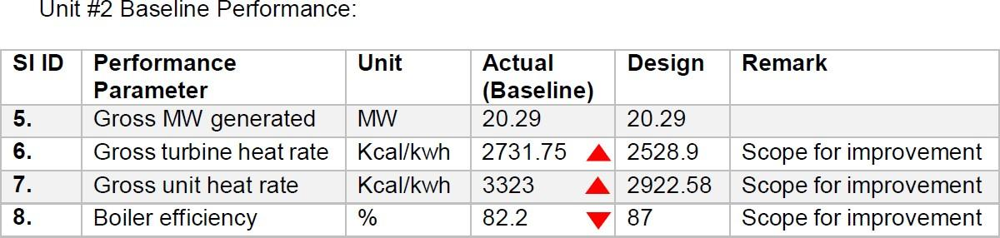 Unit #2 Baseline Performance:
SI ID Performance Parameter Unit Actual (Baseline) Design Remark
5. Gross MW generated MW 20.29 20.29
6. Gross turbine heat rate Kcal/kwh 2731.75 2528.9 Scope for improvement
7. Gross unit heat rate Kcal/kwh 3323 2922.58 Scope for improvement
8. Boiler efficiency % 82.2 87 Scope for improvement